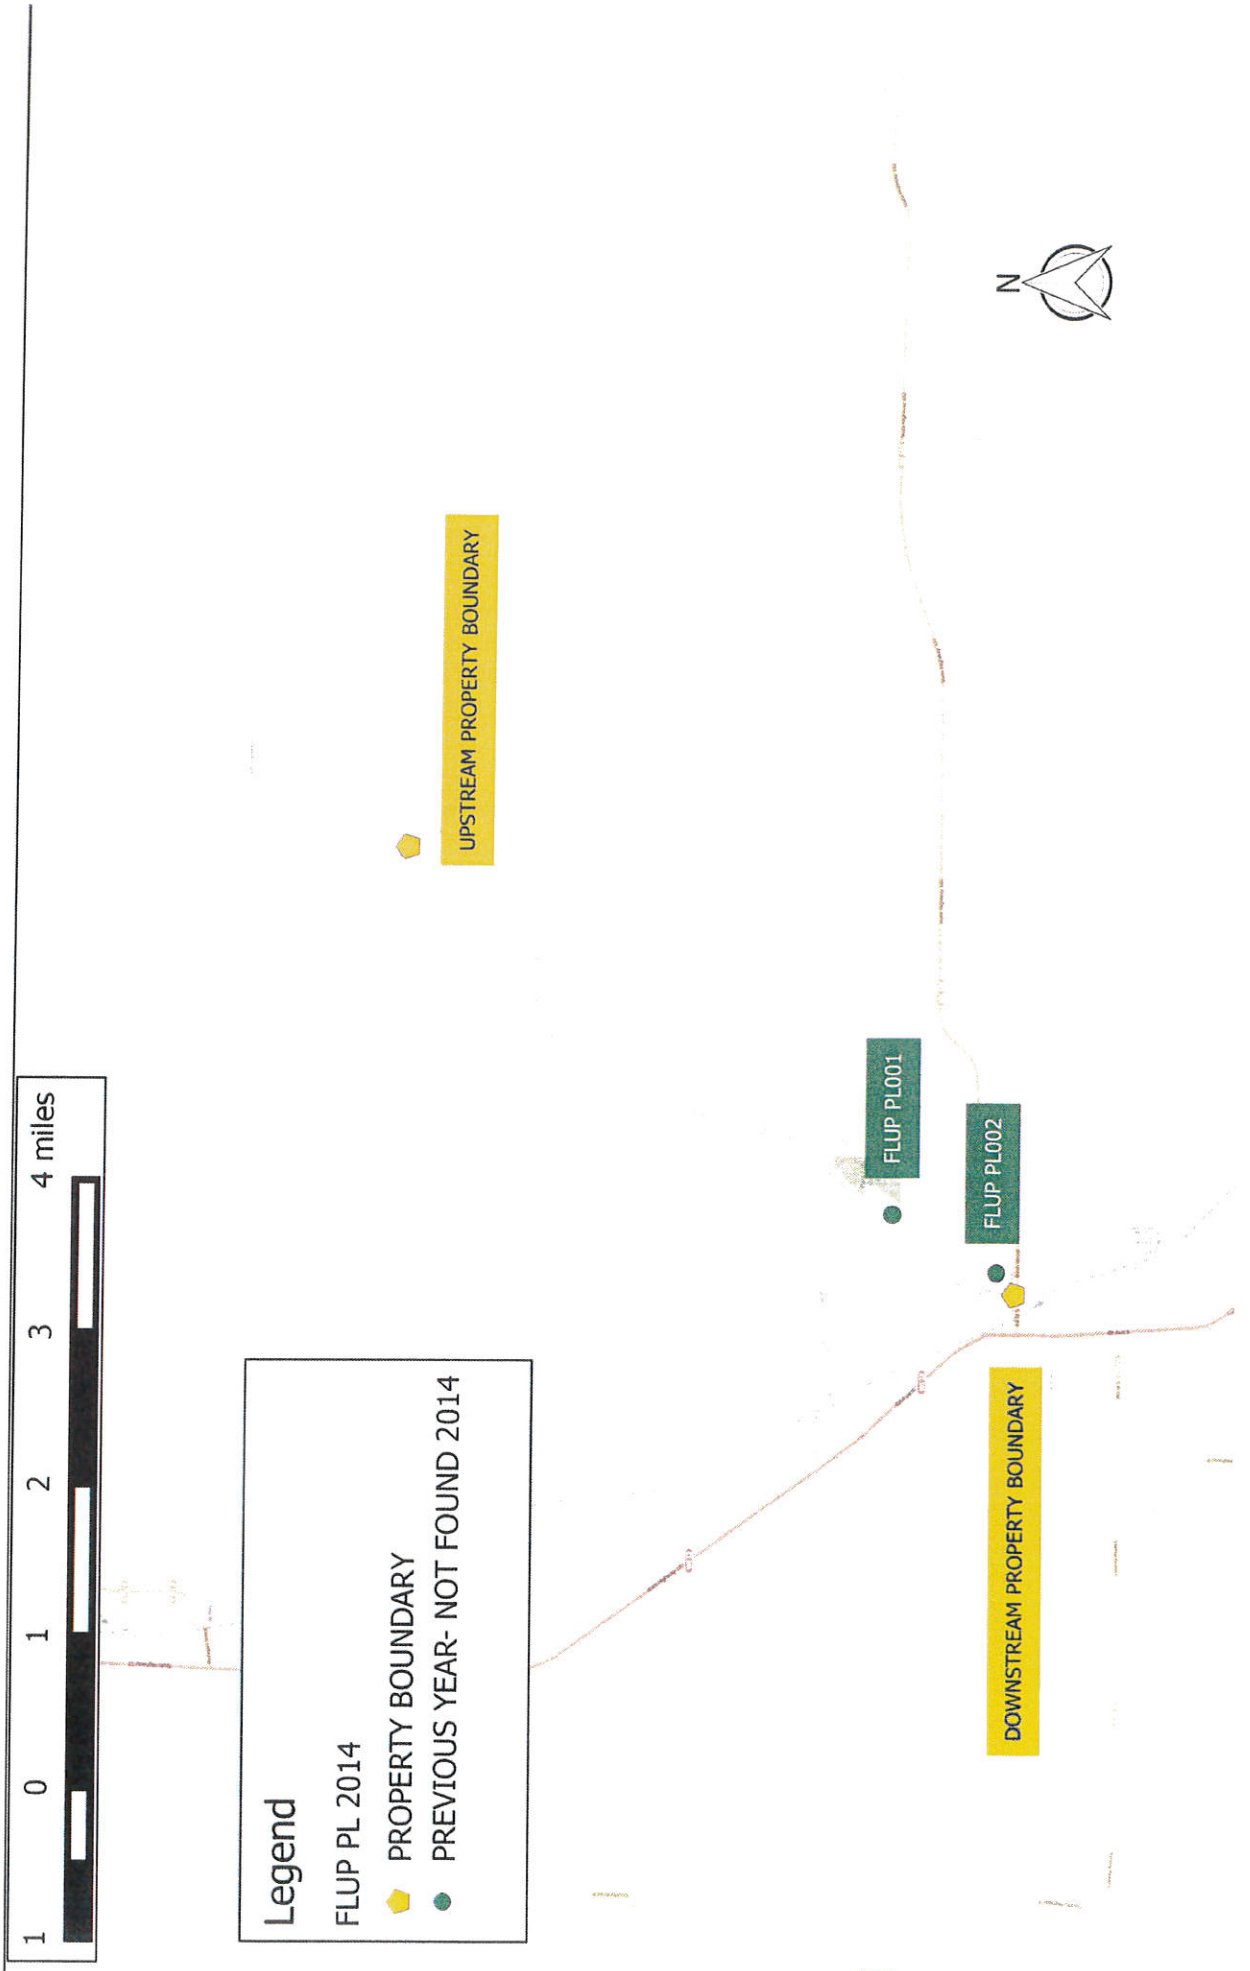 1 0 1 2 3 4 miles
Legend
FLUP PL 2014
PROPERTY BOUNDARY
PREVIOUS YEAR- NOT FOUND 2014
UPSTREAM PROPERTY BOUNDARY
FLUP PL001
FLUP PL002
DOWNSTREAM PROPERTY BOUNDARY
N